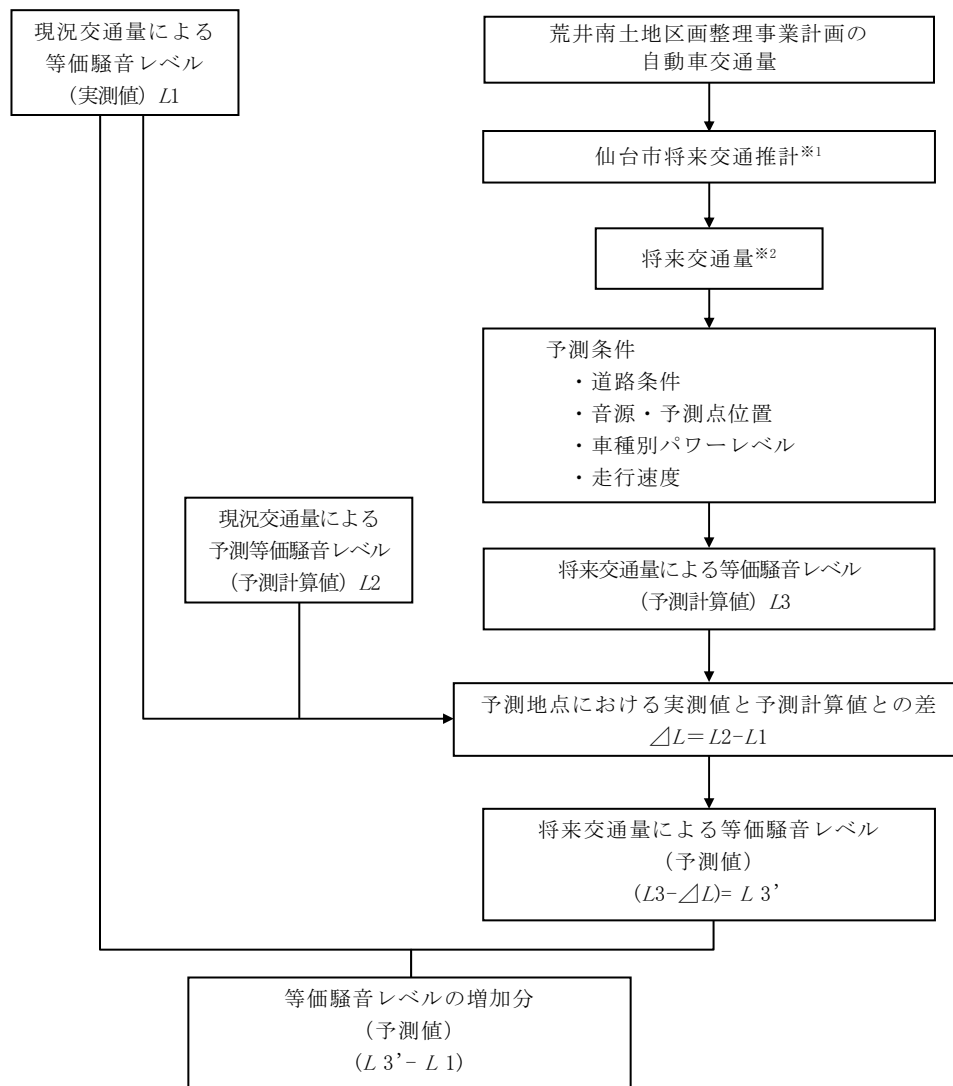 現況交通量による
等価騒音レベル
(実測値) L1
荒井南土地区画整理事業計画の
自動車交通量
仙台市将来交通推計※1
将来交通量※2
予測条件
・道路条件
・音源・予測点位置
・車種別パワーレベル
・走行速度
現況交通量による
予測等価騒音レベル
(予測計算値) L2
将来交通量による等価騒音レベル
(予測計算値) L3
予測地点における実測値と予測計算値との差
⊿L＝L2-L1
将来交通量による等価騒音レベル
(予測値)
(L3-⊿L)= L 3’
等価騒音レベルの増加分
(予測値)
(L 3’- L 1)